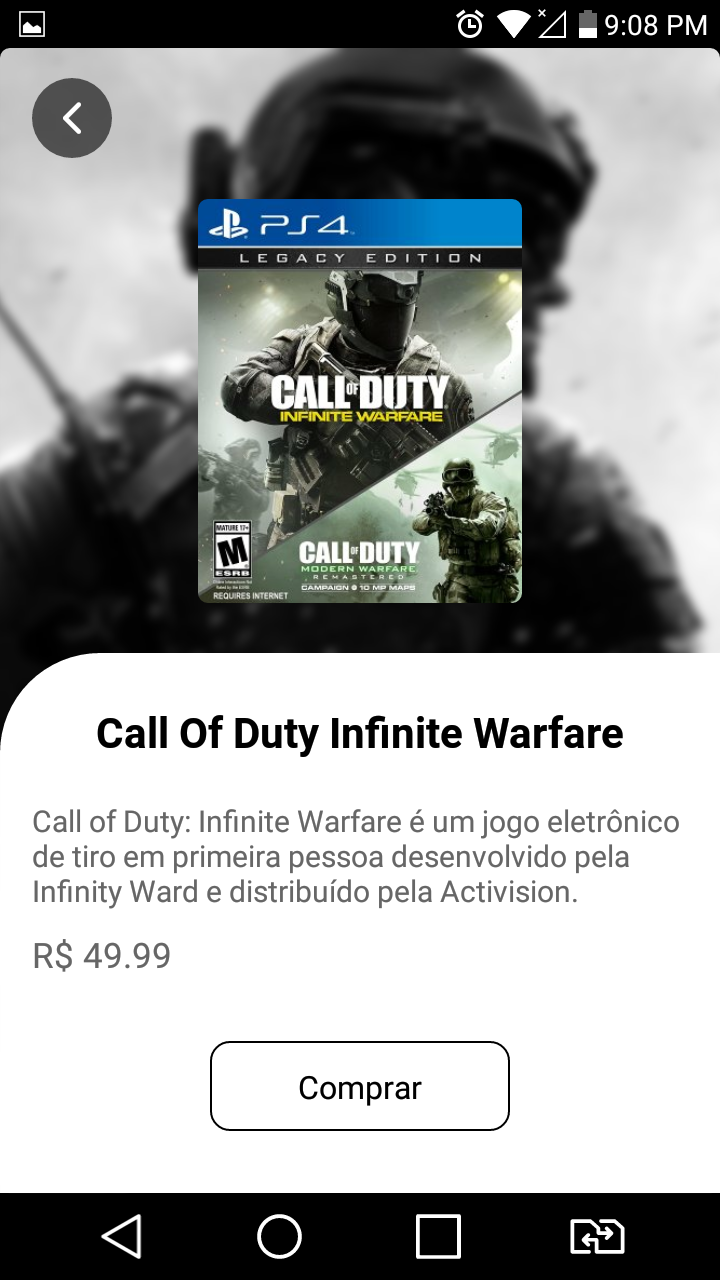 9:08 PM
PS4
LEGACY EDITION
CALL OF DUTY
INFINITE WARFARE
MATURE 17+
M
ESRB
CALL OF DUTY
MODERN WARFARE
REMASTERED
CAMPAIGN 10 MP MAPS
REQUIRES INTERNET
Call Of Duty Infinite Warfare
Call of Duty: Infinite Warfare é um jogo eletrônico
de tiro em primeira pessoa desenvolvido pela
Infinity Ward e distribuído pela Activision.
R$ 49.99
Comprar